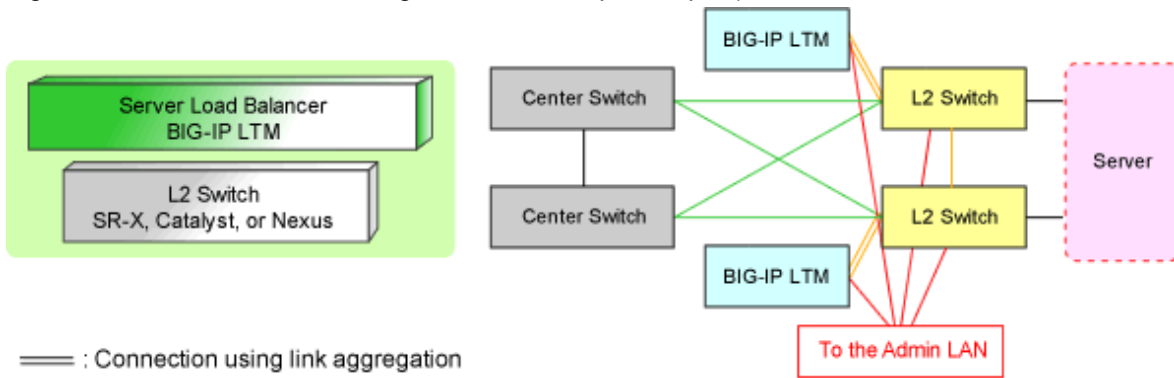 BIG-IP LTM
Server Load Balancer
BIG-IP LTM
L2 Switch
SR-X, Catalyst, or Nexus
Center Switch
L2 Switch
Server
Center Switch
L2 Switch
BIG-IP LTM
To the Admin LAN
: Connection using link aggregation